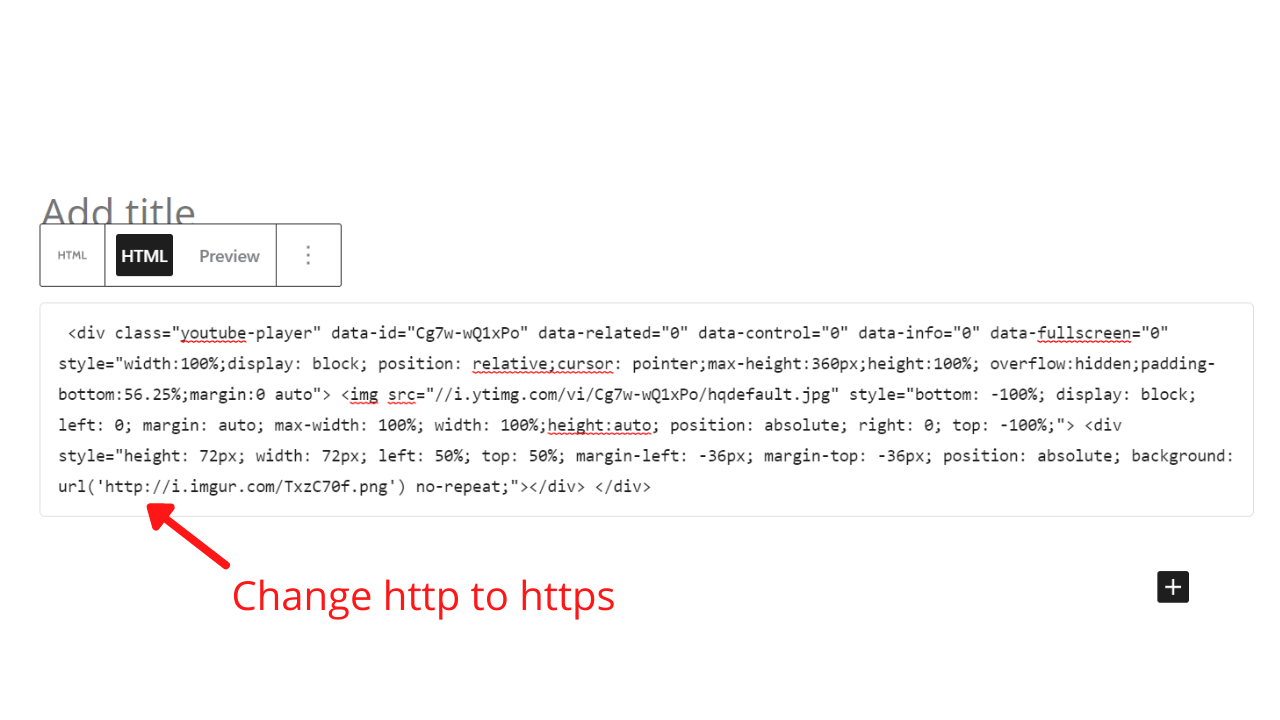 Add title
HTML HTML Preview
<div class="youtube-player" data-id="Cg7w-wQ1xPo" data-related="0" data-control="0" data-info="0" data-fullscreen="0"
style="width:100%;display: block; position: relative;cursor: pointer;max-height:360px;height:100%; overflow:hidden;padding-
bottom:56.25%;margin:0 auto"> <img src="//i.ytimg.com/vi/Cg7w-wQ1xPo/hqdefault.jpg" style="bottom: -100%; display: block;
left: 0; margin: auto; max-width: 100%; width: 100%;height:auto; position: absolute; right: 0; top: -100%;"> <div
style="height: 72px; width: 72px; left: 50%; top: 50%; margin-left: -36px; margin-top: -36px; position: absolute; background:
url('http://i.imgur.com/TxzC70f.png') no-repeat;"></div> </div>
Change http to https